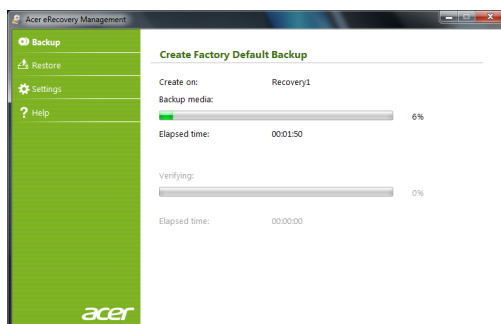 Acer eRecovery Management
Backup
Restore
Settings
? Help
Create Factory Default Backup
Create on: Recovery1
Backup media:
6%
Elapsed time: 00:01:50
Verifying:
0%
Elapsed time: 00:00:00
acer